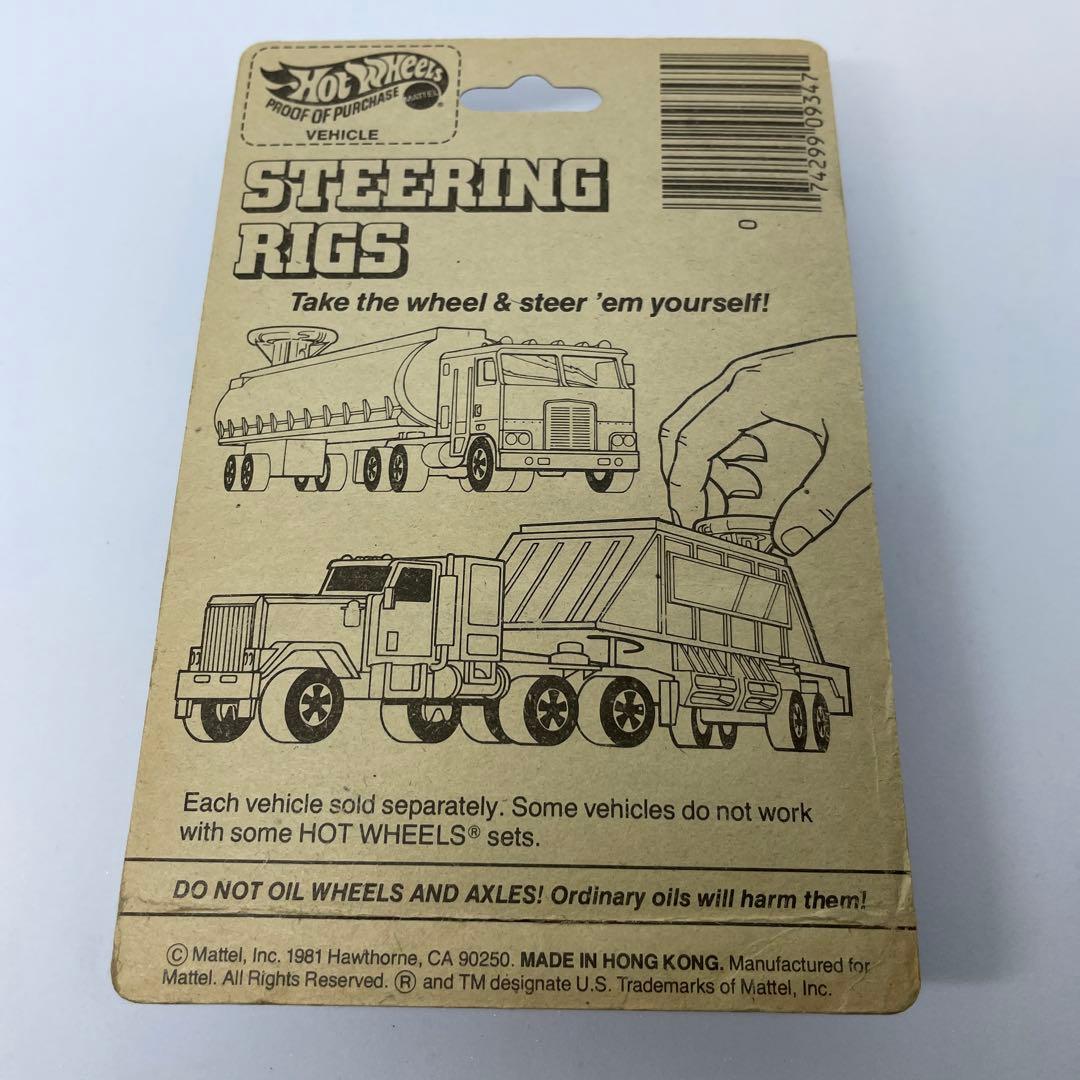 HOT WHEELS
MATTEL®
PROOF OF PURCHASE
VEHICLE
74299 09347
0
STEERING
RIGS
Take the wheel & steer 'em yourself!
Each vehicle sold separately. Some vehicles do not work
with some HOT WHEELS® sets.
DO NOT OIL WHEELS AND AXLES! Ordinary oils will harm them!
© Mattel, Inc. 1981 Hawthorne, CA 90250. MADE IN HONG KONG. Manufactured for
Mattel. All Rights Reserved. ® and TM designate U.S. Trademarks of Mattel, Inc.